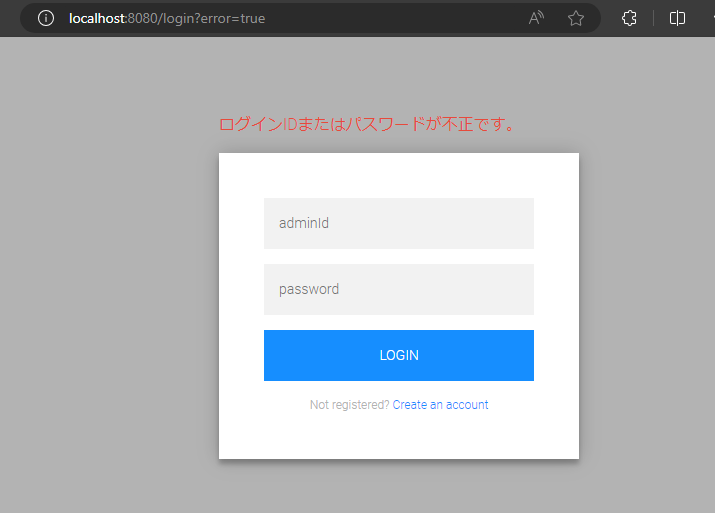 localhost:8080/login?error=true
ログインIDまたはパスワードが不正です。
adminId
password
LOGIN
Not registered? Create an account